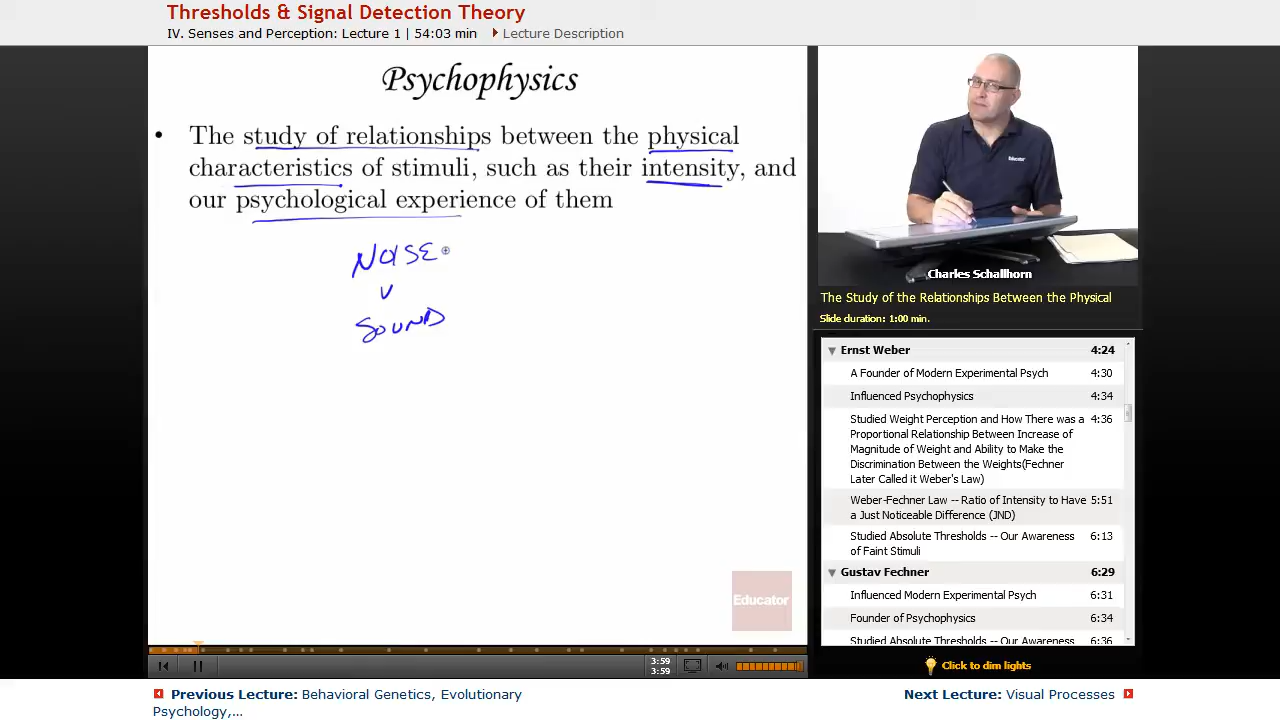 Thresholds & Signal Detection Theory
IV. Senses and Perception: Lecture 1 | 54:03 min Lecture Description
Psychophysics
• The study of relationships between the physical
characteristics of stimuli, such as their intensity, and
our psychological experience of them
NOISE
v
SOUND
Educator
Educator
Charles Schallhorn
The Study of the Relationships Between the Physical
Slide duration: 1:00 min.
Ernst Weber 4:24
A Founder of Modern Experimental Psych 4:30
Influenced Psychophysics 4:34
Studied Weight Perception and How There was a 4:36
Proportional Relationship Between Increase of
Magnitude of Weight and Ability to Make the
Discrimination Between the Weights(Fechner
Later Called it Weber's Law)
Weber-Fechner Law -- Ratio of Intensity to Have 5:51
a Just Noticeable Difference (JND)
Studied Absolute Thresholds -- Our Awareness 6:13
of Faint Stimuli
Gustav Fechner 6:29
Influenced Modern Experimental Psych 6:31
Founder of Psychophysics 6:34
Studied Absolute Thresholds -- Our Awareness 6:36
3:59
3:59
Click to dim lights
Previous Lecture: Behavioral Genetics, Evolutionary
Psychology,...
Next Lecture: Visual Processes